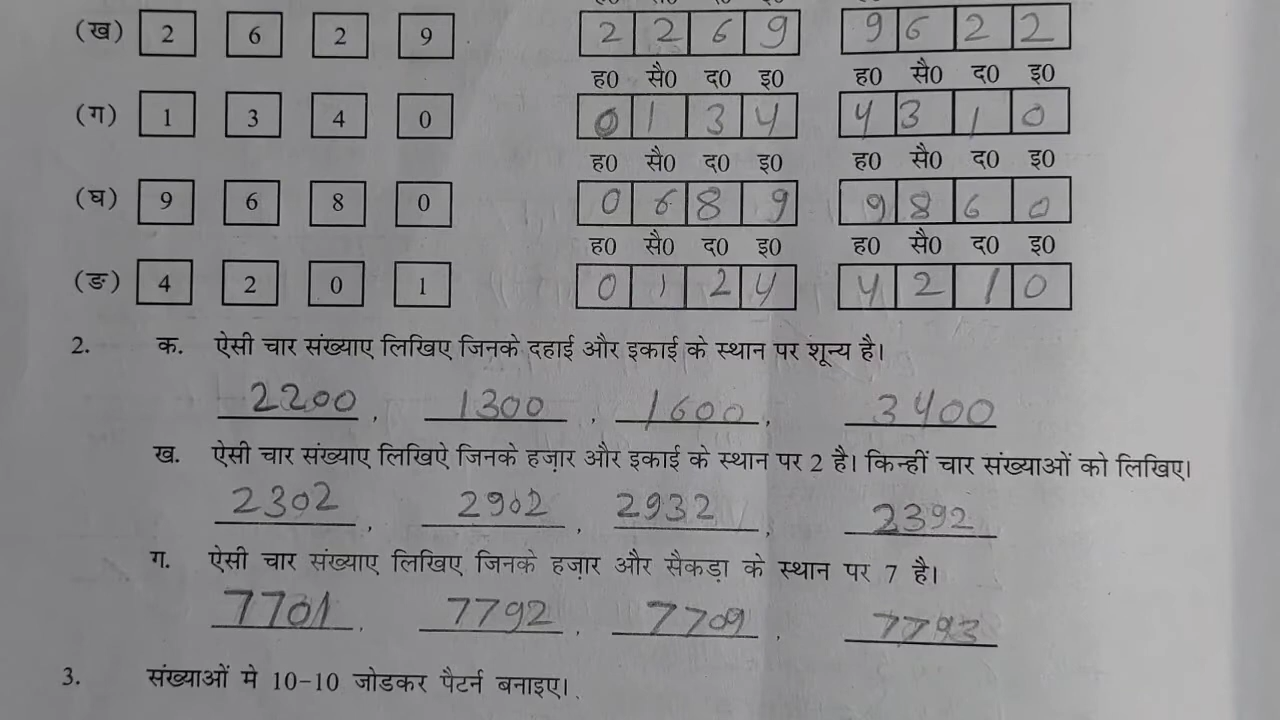 (ख) 2 6 2 9 2 2 6 9 9 6 2 2
ह0 सै0 द0 इ0 ह0 सै0 द0 इ0
(ग) 1 3 4 0 0 1 3 4 4 3 1 0
ह0 सै0 द0 इ0 ह0 सै0 द0 इ0
(घ) 9 6 8 0 0 6 8 9 9 8 6 0
ह0 सै0 द0 इ0 ह0 सै0 द0 इ0
(ङ) 4 2 0 1 0 1 2 4 4 2 1 0
2. क. ऐसी चार संख्याए लिखिए जिनके दहाई और इकाई के स्थान पर शून्य है।
2200, 1300, 1600, 3400
ख. ऐसी चार संख्याए लिखिऐ जिनके हज़ार और इकाई के स्थान पर 2 है। किन्हीं चार संख्याओं को लिखिए।
2302, 2902, 2932, 2392
ग. ऐसी चार संख्याए लिखिए जिनके हज़ार और सैकड़ा के स्थान पर 7 है।
7701, 7792, 7709, 7793
3. संख्याओं मे 10-10 जोडकर पैटर्न बनाइए।